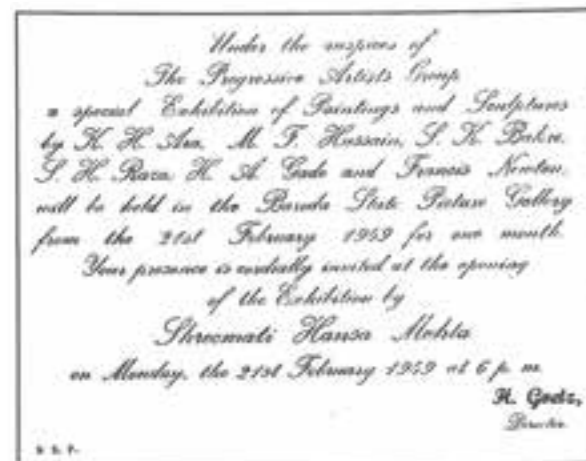 Under the auspices of
The Progressive Artists Group
a special Exhibition of Paintings and Sculptures
by K. H. Ara, M. F. Hussain, S. K. Bakre,
S. H. Raza, H. A. Gade and Francis Newton,
will be held in the Baroda State Picture Gallery
from the 21st February 1959 for one month.
Your presence is cordially invited at the opening
of the Exhibition by
Shreemati Hansa Mehta
on Monday, the 21st February 1959 at 6 p. m.
H. Goetz,
Director